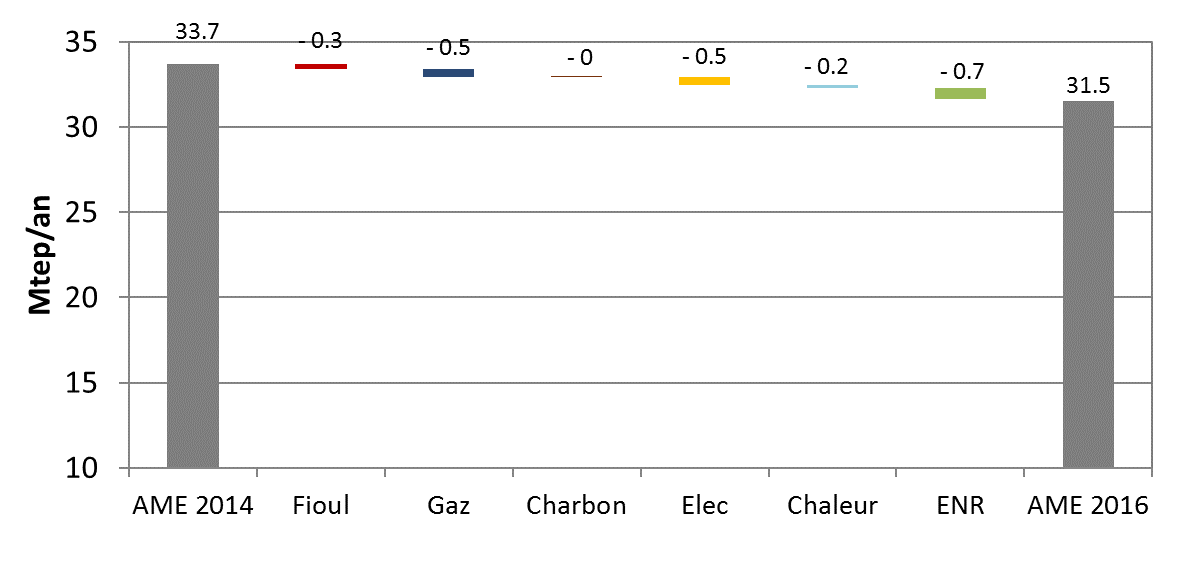 33.7
- 0.3
- 0.5
- 0
- 0.5
- 0.2
- 0.7
31.5
35
30
25
20
15
10
Mtep/an
AME 2014
Fioul
Gaz
Charbon
Elec
Chaleur
ENR
AME 2016